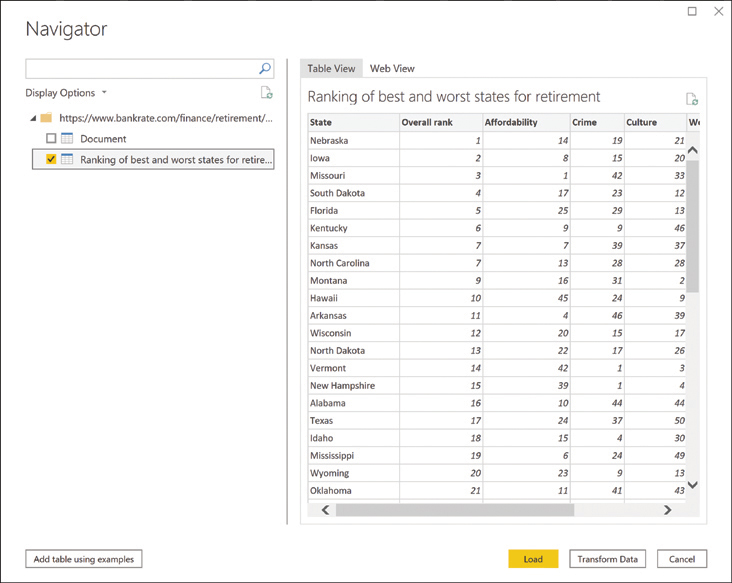 Navigator
Display Options
https://www.bankrate.com/finance/retirement/...
Document
Ranking of best and worst states for retire...
Table View Web View
Ranking of best and worst states for retirement
State Overall rank Affordability Crime Culture We
Nebraska 1 14 19 21
Iowa 2 8 15 20
Missouri 3 1 42 33
South Dakota 4 17 23 12
Florida 5 25 29 13
Kentucky 6 9 9 46
Kansas 7 7 39 37
North Carolina 7 13 28 28
Montana 9 16 31 2
Hawaii 10 45 24 9
Arkansas 11 4 46 39
Wisconsin 12 20 15 17
North Dakota 13 22 17 26
Vermont 14 42 1 3
New Hampshire 15 39 1 4
Alabama 16 10 44 44
Texas 17 24 37 50
Idaho 18 15 4 30
Mississippi 19 6 24 49
Wyoming 20 23 9 13
Oklahoma 21 11 41 43
Add table using examples Load Transform Data Cancel